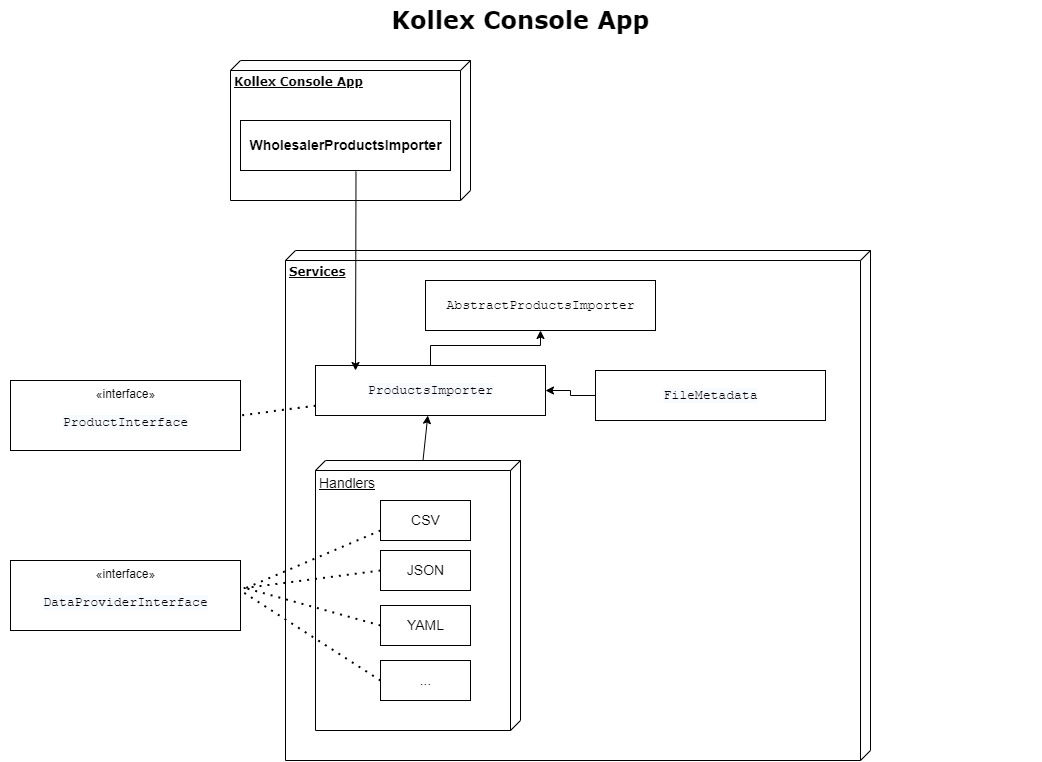 Kollex Console App
Kollex Console App
WholesalerProductsImporter
Services
AbstractProductsImporter
ProductsImporter
FileMetadata
«interface»
ProductInterface
Handlers
CSV
JSON
YAML
...
«interface»
DataProviderInterface